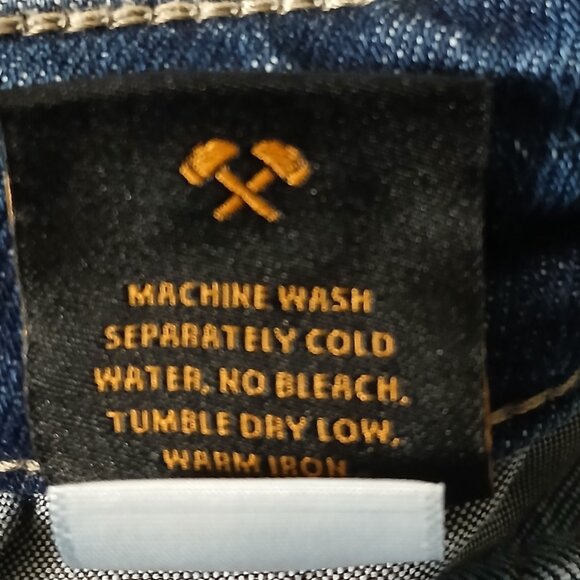 MACHINE WASH
SEPARATELY COLD
WATER. NO BLEACH.
TUMBLE DRY LOW.
WARM IRON